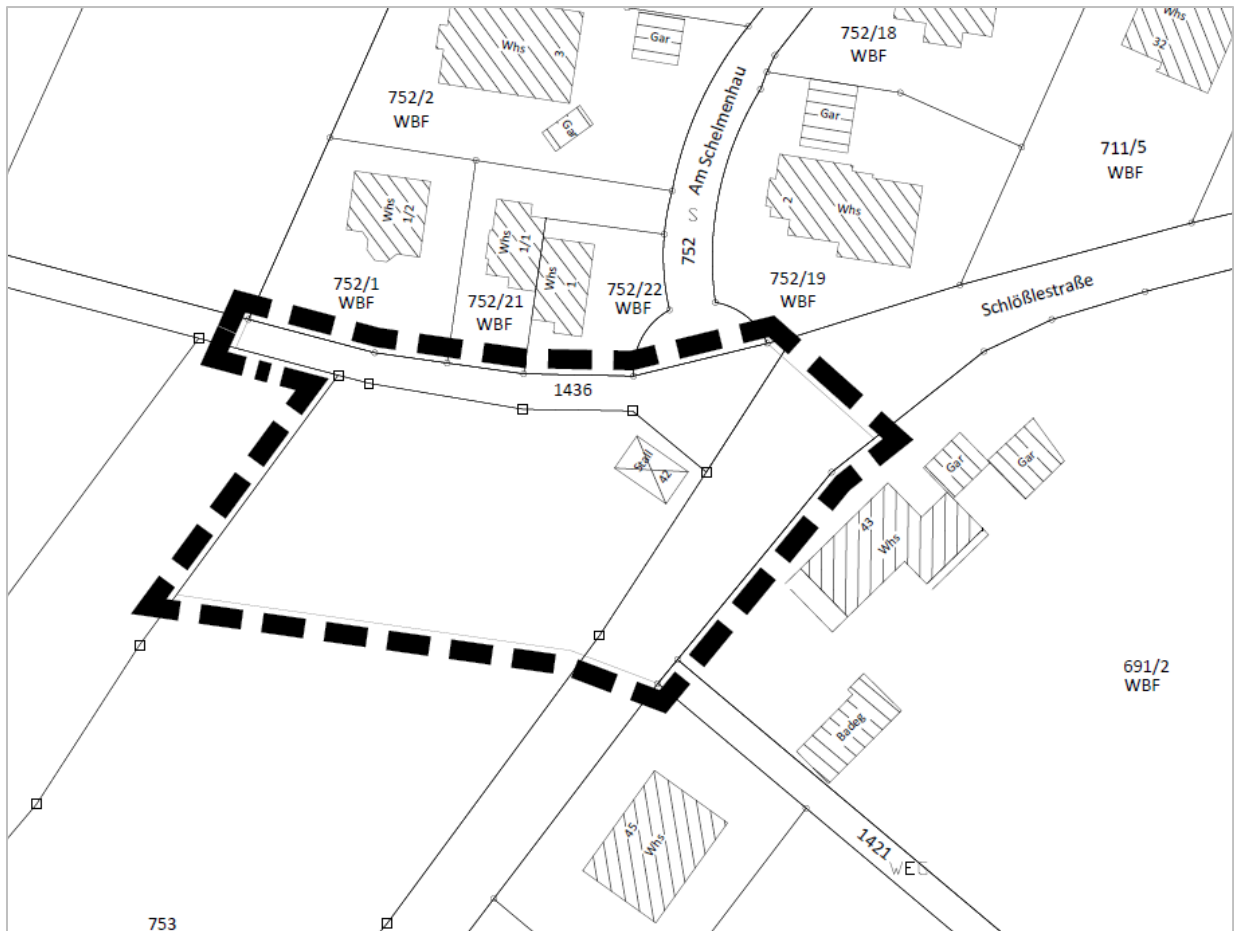 Whs
3
Gar
752/18
WBF
Whs
32
752/2
WBF
Gar
Am Schelmenhau
Gar
711/5
WBF
Whs
1/2
Whs
1/1
Whs
1
S
752
2
Whs
752/1
WBF
752/21
WBF
752/22
WBF
752/19
WBF
Schlößlestraße
1436
Stall
42
Gar
Gar
43
Whs
691/2
WBF
Badeg
45
Whs
1421
WEG
753